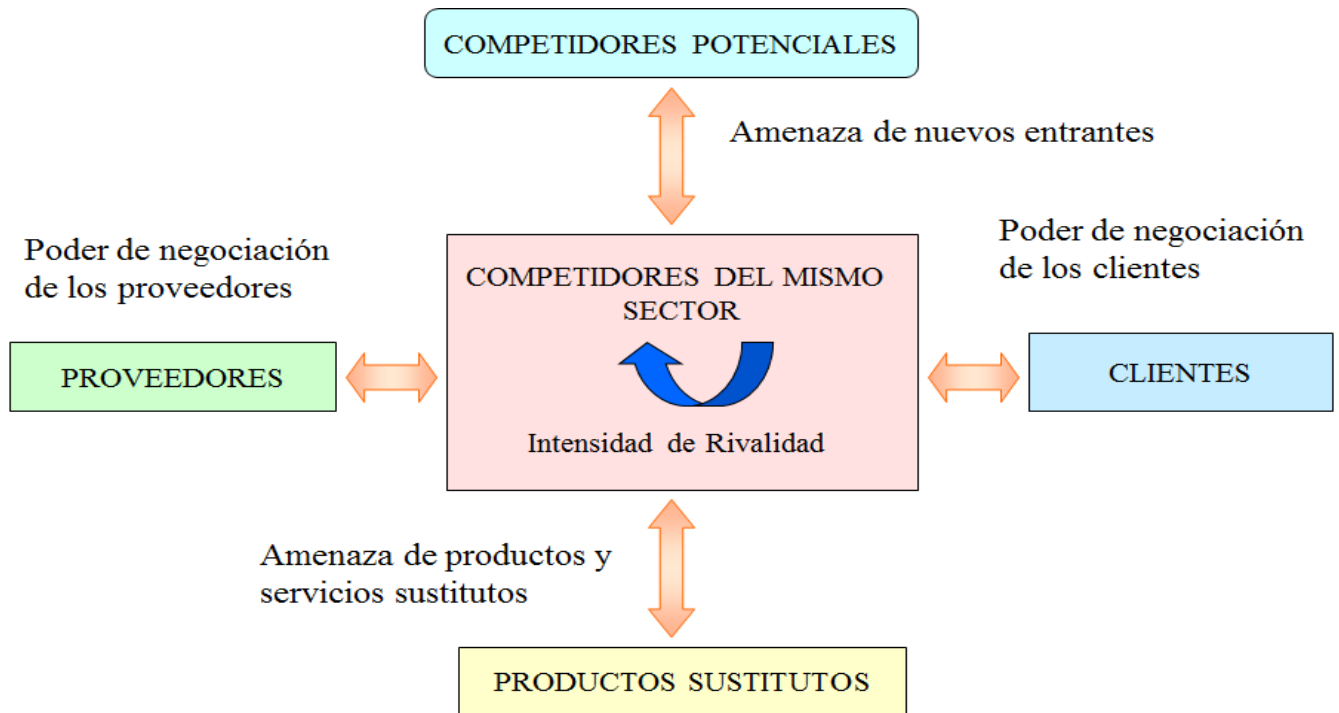 COMPETIDORES POTENCIALES
Amenaza de nuevos entrantes
Poder de negociación
de los proveedores
PROVEEDORES
COMPETIDORES DEL MISMO
SECTOR
Intensidad de Rivalidad
Poder de negociación
de los clientes
CLIENTES
Amenaza de productos y
servicios sustitutos
PRODUCTOS SUSTITUTOS